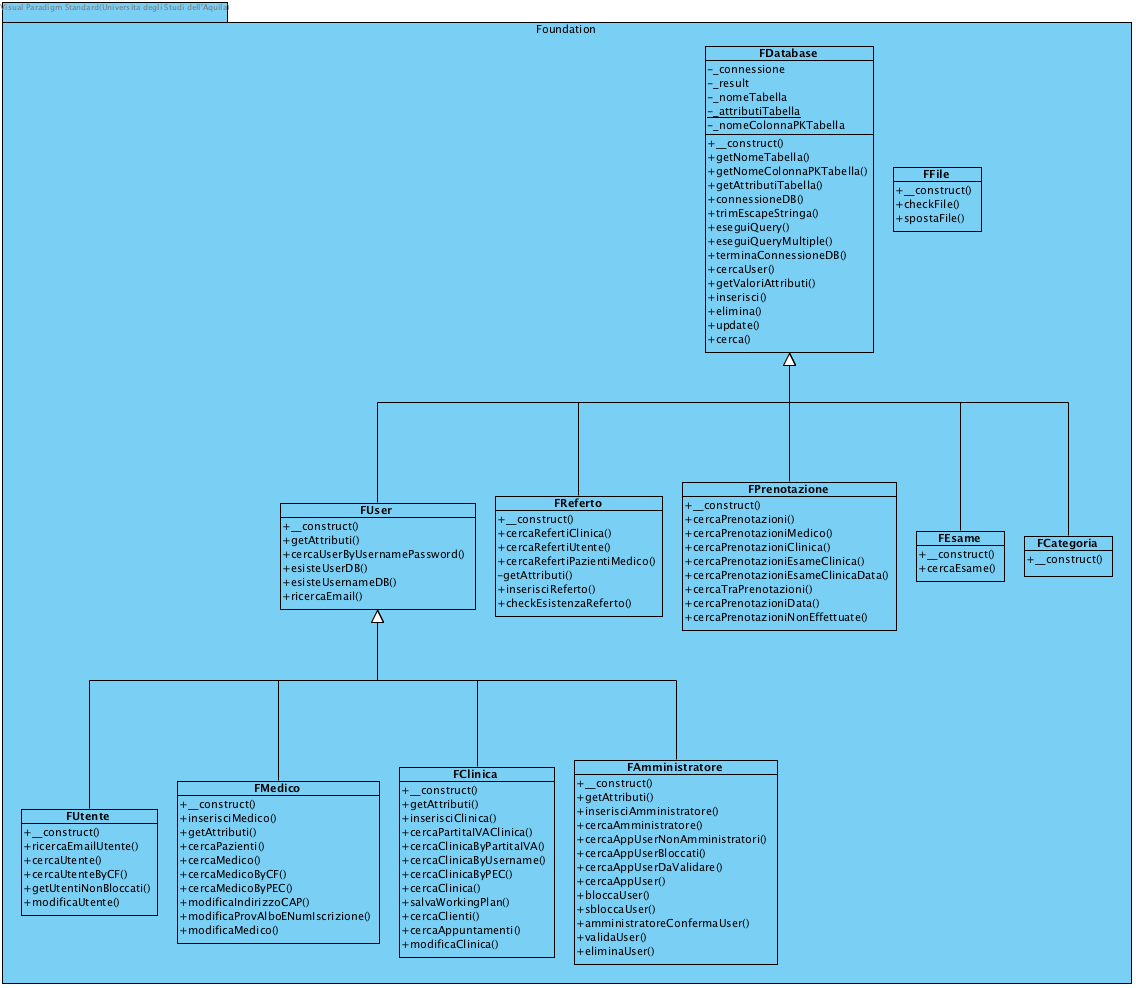 Visual Paradigm Standard(Universita degli Studi dell'Aquila)
Foundation
FDatabase
-_connessione
-_result
-_nomeTabella
-_attributiTabella
-_nomeColonnaPKTabella
+__construct()
+getNomeTabella()
+getNomeColonnaPKTabella()
+getAttributiTabella()
+connessioneDB()
+trimEscapeStringa()
+eseguiQuery()
+eseguiQueryMultiple()
+terminaConnessioneDB()
+cercaUser()
+getValoriAttributi()
+inserisci()
+elimina()
+update()
+cerca()
FFile
+__construct()
+checkFile()
+spostaFile()
FUser
+__construct()
+getAttributi()
+cercaUserByUsernamePassword()
+esisteUserDB()
+esisteUsernameDB()
+ricercaEmail()
FReferto
+__construct()
+cercaRefertiClinica()
+cercaRefertiUtente()
+cercaRefertiPazientiMedico()
-getAttributi()
+inserisciReferto()
+checkEsistenzaReferto()
FPrenotazione
+__construct()
+cercaPrenotazioni()
+cercaPrenotazioniMedico()
+cercaPrenotazioniClinica()
+cercaPrenotazioniEsameClinica()
+cercaPrenotazioniEsameClinicaData()
+cercaTraPrenotazioni()
+cercaPrenotazioniData()
+cercaPrenotazioniNonEffettuate()
FEsame
+__construct()
+cercaEsame()
FCategoria
+__construct()
FUtente
+__construct()
+ricercaEmailUtente()
+cercaUtente()
+cercaUtenteByCF()
+getUtentiNonBloccati()
+modificaUtente()
FMedico
+__construct()
+inserisciMedico()
+getAttributi()
+cercaPazienti()
+cercaMedico()
+cercaMedicoByCF()
+cercaMedicoByPEC()
+modificaIndirizzoCAP()
+modificaProvAlboENumIscrizione()
+modificaMedico()
FClinica
+__construct()
+getAttributi()
+inserisciClinica()
+cercaPartitaIVAClinica()
+cercaClinicaByPartitaIVA()
+cercaClinicaByUsername()
+cercaClinicaByPEC()
+cercaClinica()
+salvaWorkingPlan()
+cercaClienti()
+cercaAppuntamenti()
+modificaClinica()
FAmministratore
+__construct()
+getAttributi()
+inserisciAmministratore()
+cercaAmministratore()
+cercaAppUserNonAmministratori()
+cercaAppUserBloccati()
+cercaAppUserDaValidare()
+cercaAppUser()
+bloccaUser()
+sbloccaUser()
+amministratoreConfermaUser()
+validaUser()
+eliminaUser()